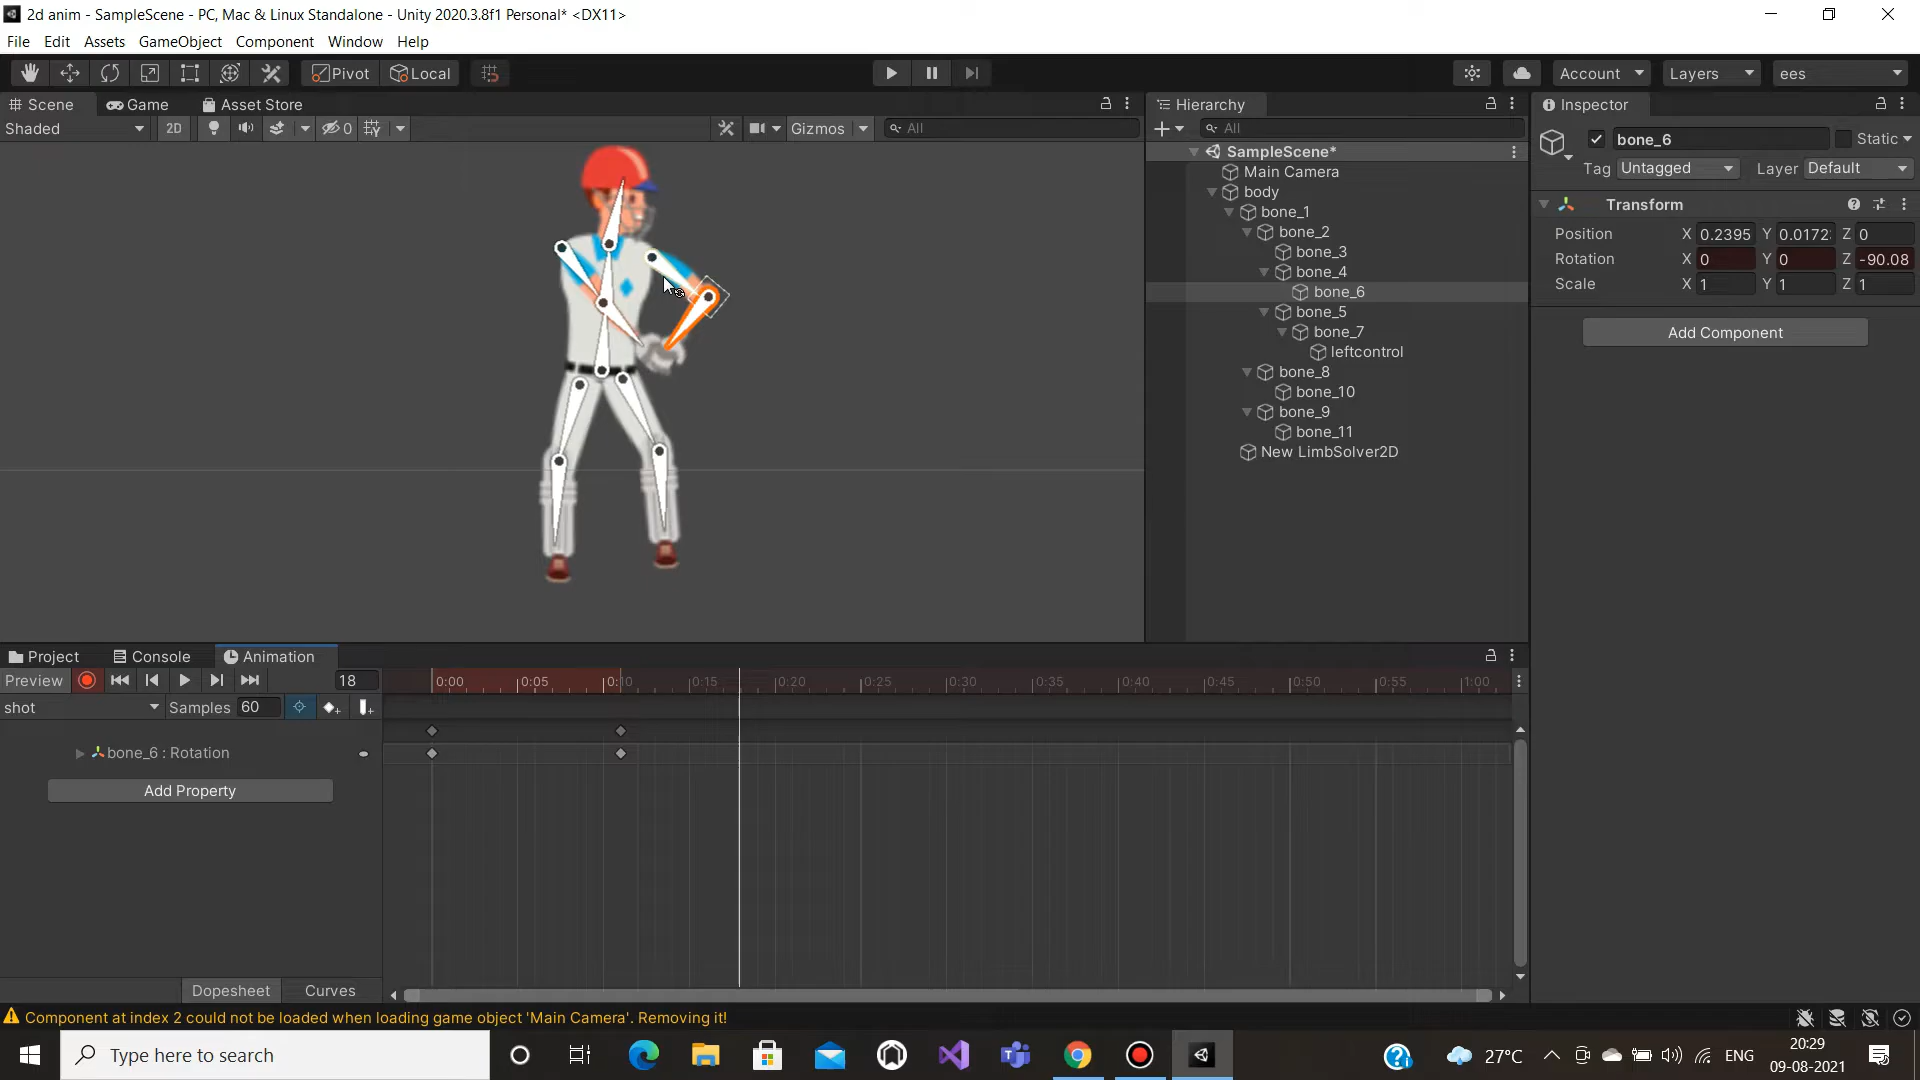 2d anim - SampleScene - PC, Mac & Linux Standalone - Unity 2020.3.8f1 Personal* <DX11>
File Edit Assets GameObject Component Window Help
Pivot Local Account Layers ees
Scene Game Asset Store
Shaded 2D 0 Gizmos All
Hierarchy
All
SampleScene*
Main Camera
body
bone_1
bone_2
bone_3
bone_4
bone_6
bone_5
bone_7
leftcontrol
bone_8
bone_10
bone_9
bone_11
New LimbSolver2D
Inspector
bone_6 Static
Tag Untagged Layer Default
Transform
Position X 0.2395 Y 0.0172 Z 0
Rotation X 0 Y 0 Z -90.08
Scale X 1 Y 1 Z 1
Add Component
Project Console Animation
Preview 18 0:00 0:05 0:10 0:15 0:20 0:25 0:30 0:35 0:40 0:45 0:50 0:55 1:00
shot Samples 60
bone_6 : Rotation
Add Property
Dopesheet Curves
Component at index 2 could not be loaded when loading game object 'Main Camera'. Removing it!
Type here to search
27°C ENG
20:29
09-08-2021